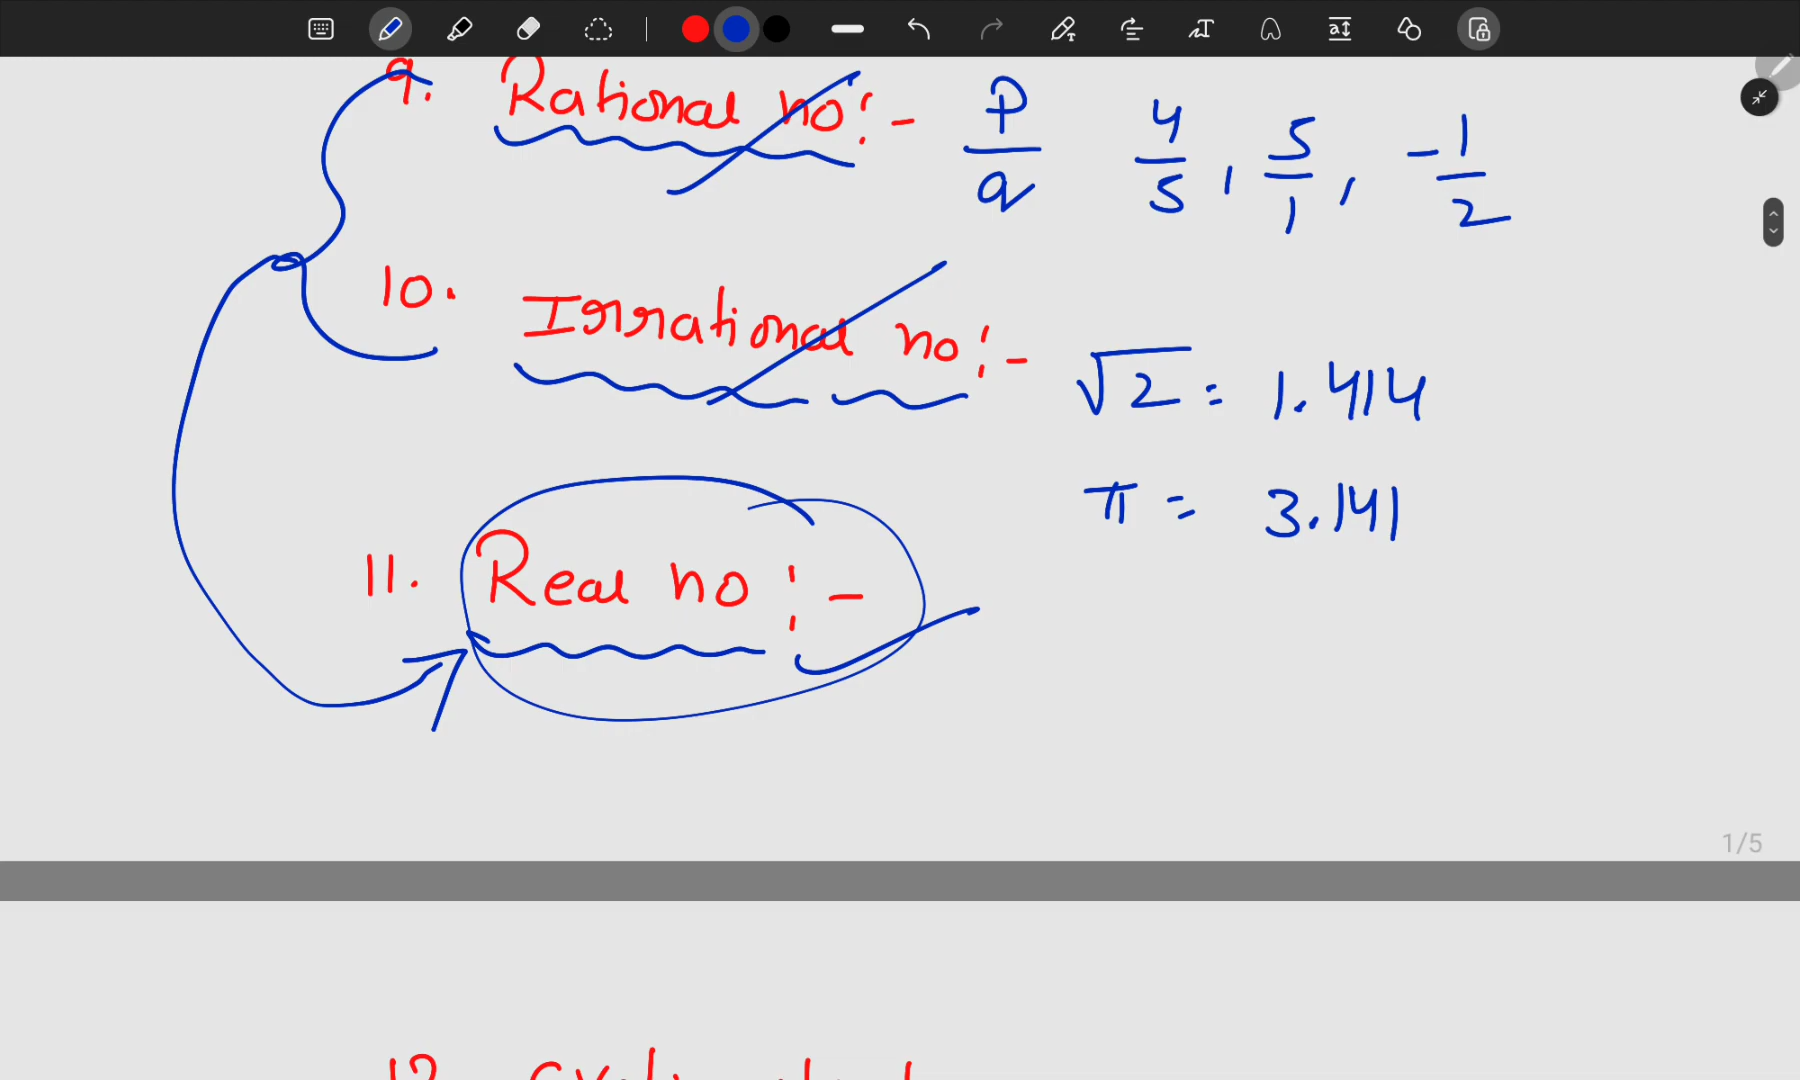 9. Rational no:- p/q 4/5, 5/1, -1/2
10. Irrational no:- √2 = 1.414
π = 3.141
11. Real no:-
1/5
12.